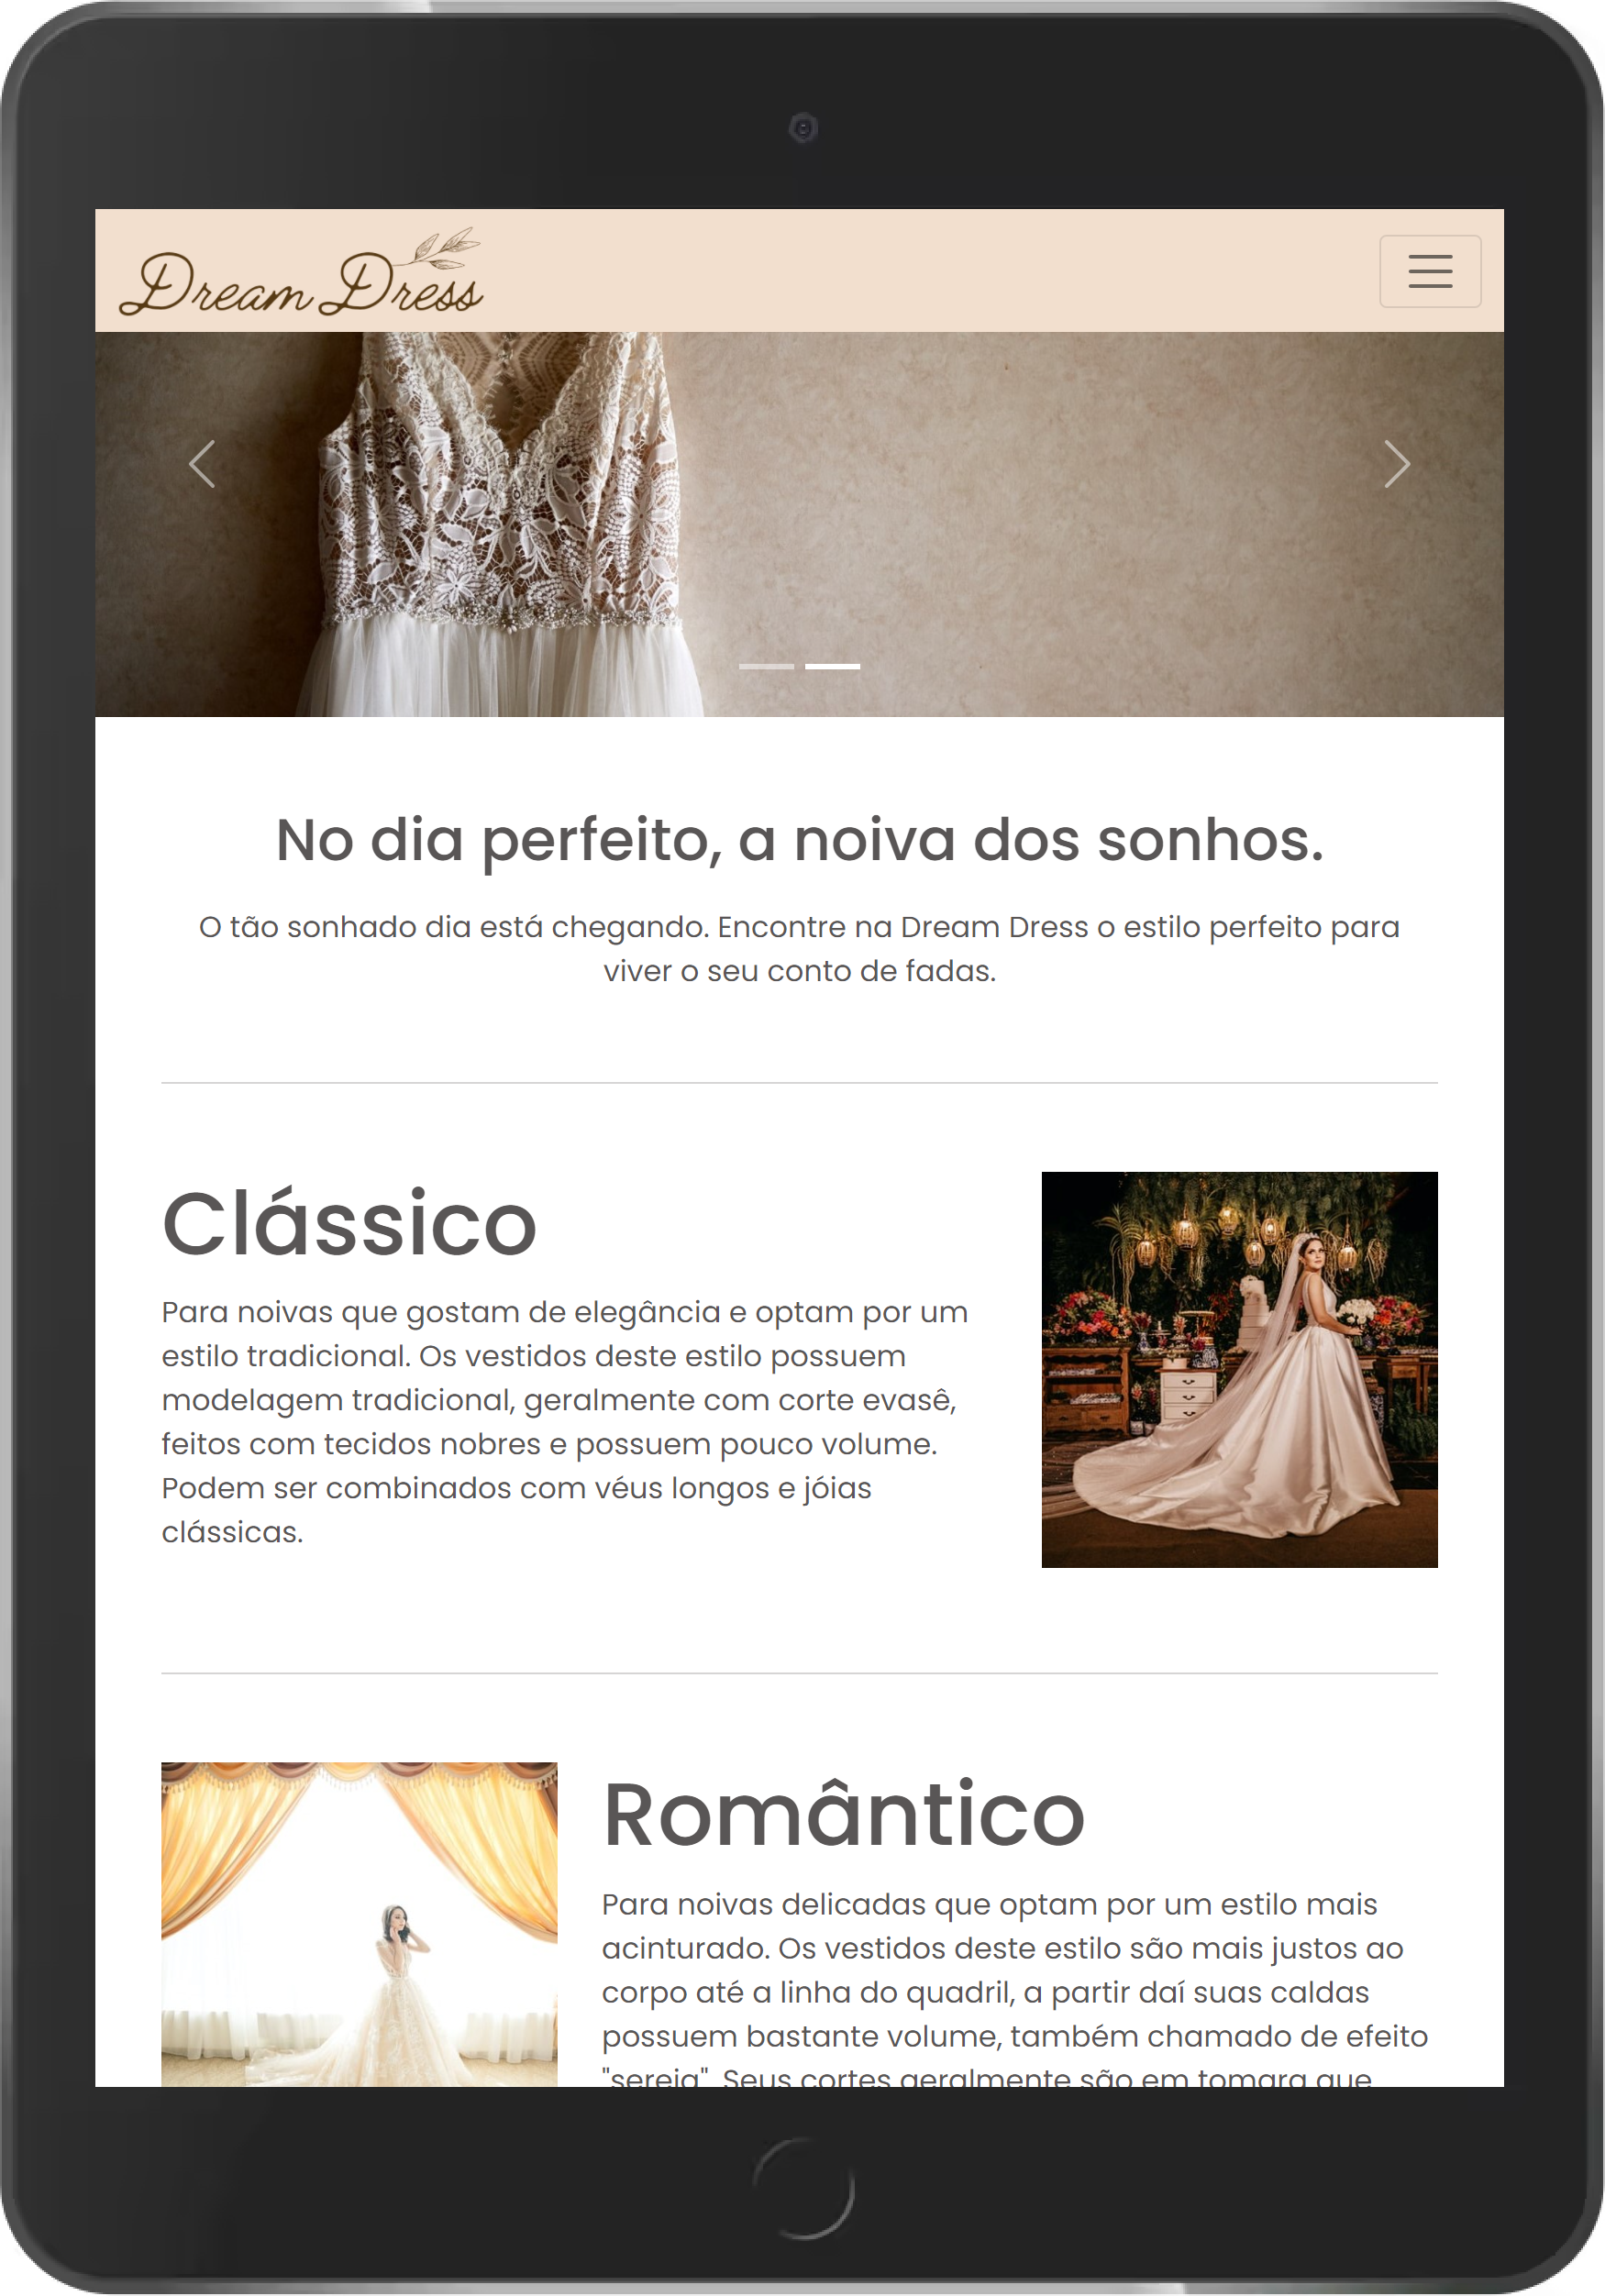 Dream Dress
No dia perfeito, a noiva dos sonhos.
O tão sonhado dia está chegando. Encontre na Dream Dress o estilo perfeito para
viver o seu conto de fadas.
Clássico
Para noivas que gostam de elegância e optam por um
estilo tradicional. Os vestidos deste estilo possuem
modelagem tradicional, geralmente com corte evasê,
feitos com tecidos nobres e possuem pouco volume.
Podem ser combinados com véus longos e jóias
clássicas.
Romântico
Para noivas delicadas que optam por um estilo mais
acinturado. Os vestidos deste estilo são mais justos ao
corpo até a linha do quadril, a partir daí suas caldas
possuem bastante volume, também chamado de efeito
"sereia". Seus cortes geralmente são em tomara que